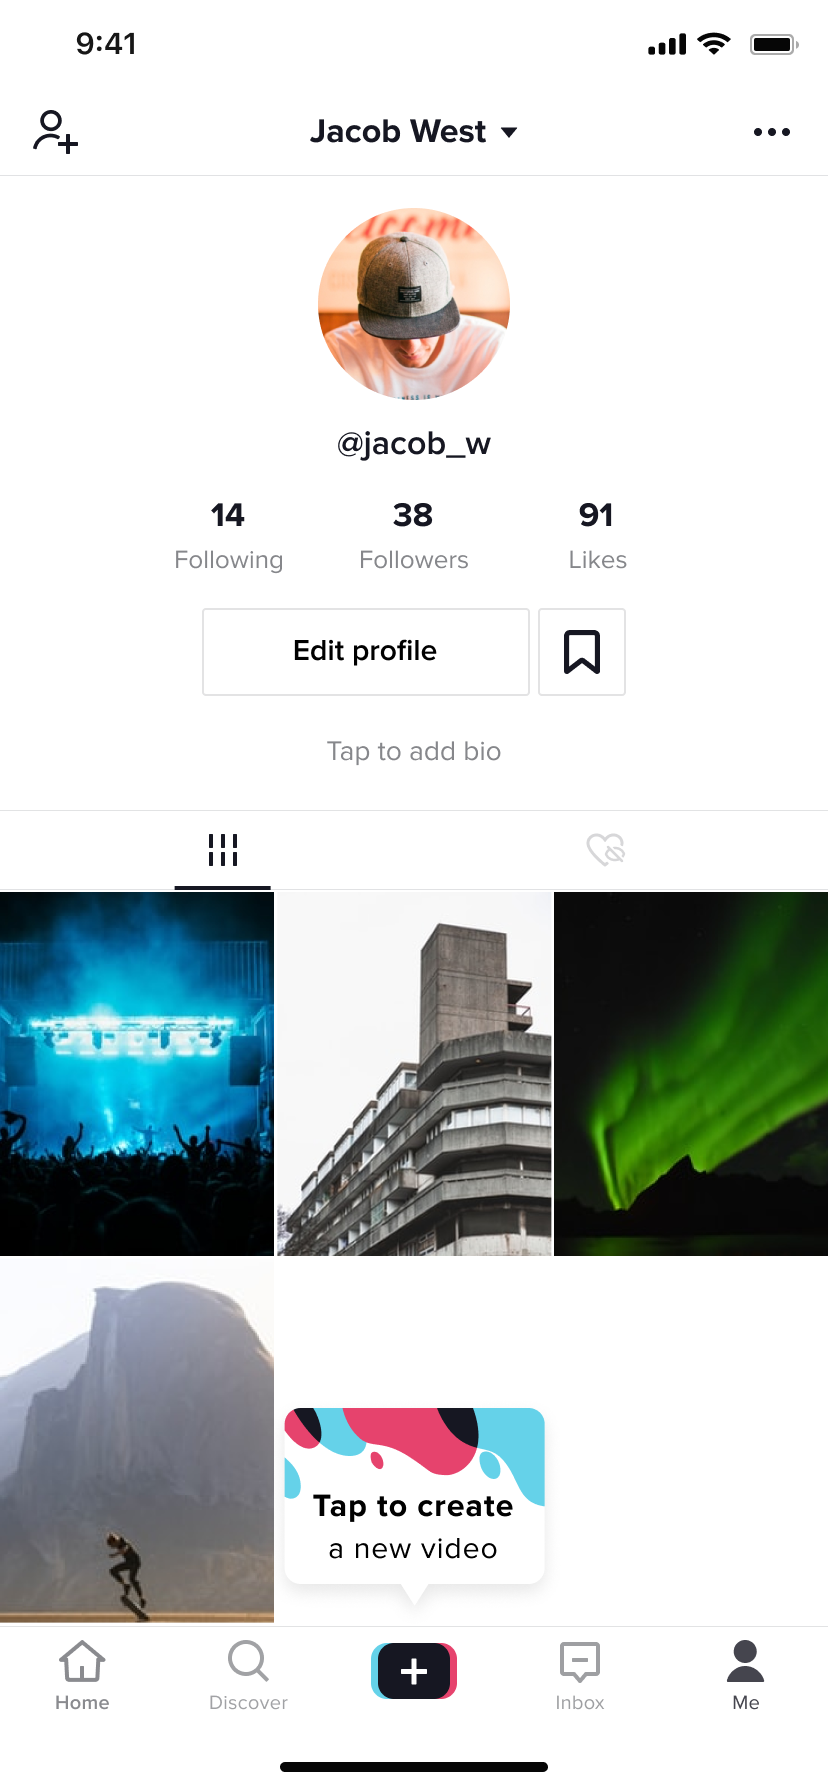 9:41
Jacob West
@jacob_w
14 38 91
Following Followers Likes
Edit profile
Tap to add bio
Tap to create
a new video
Home Discover Inbox Me